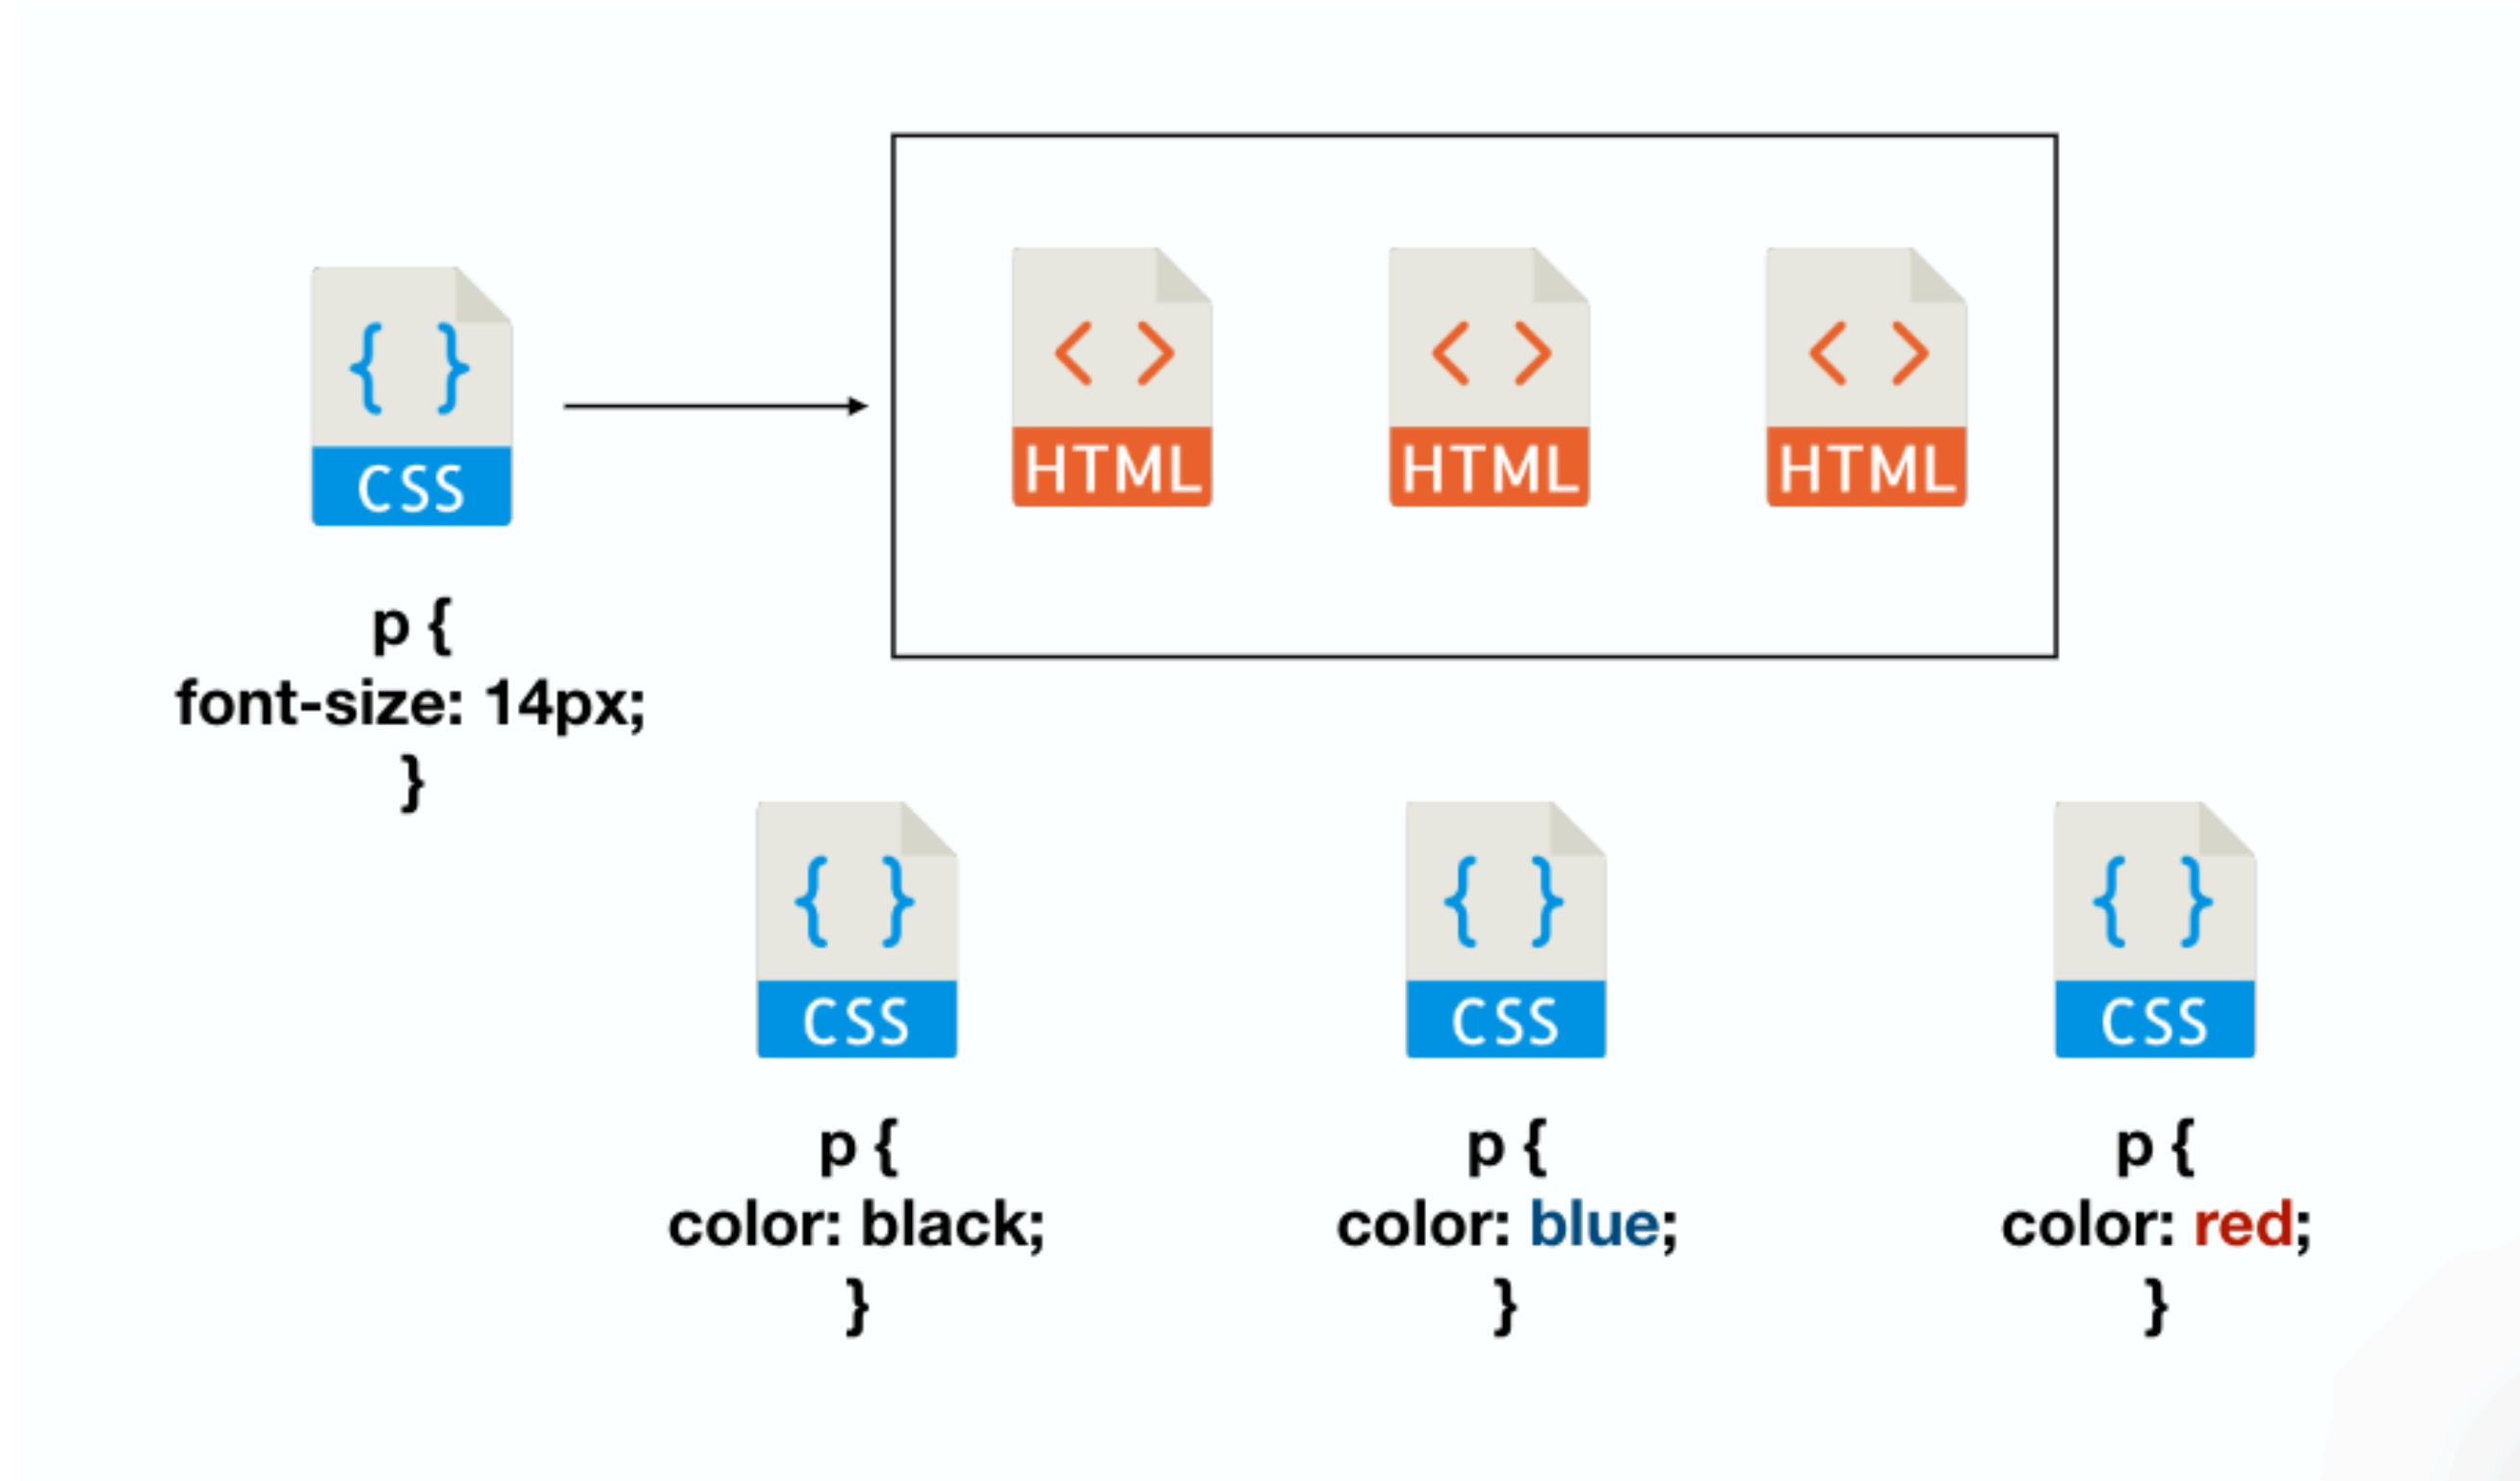 HTML
HTML
HTML
CSS
p {
font-size: 14px;
}
CSS
p {
color: black;
}
CSS
p {
color: blue;
}
CSS
p {
color: red;
}